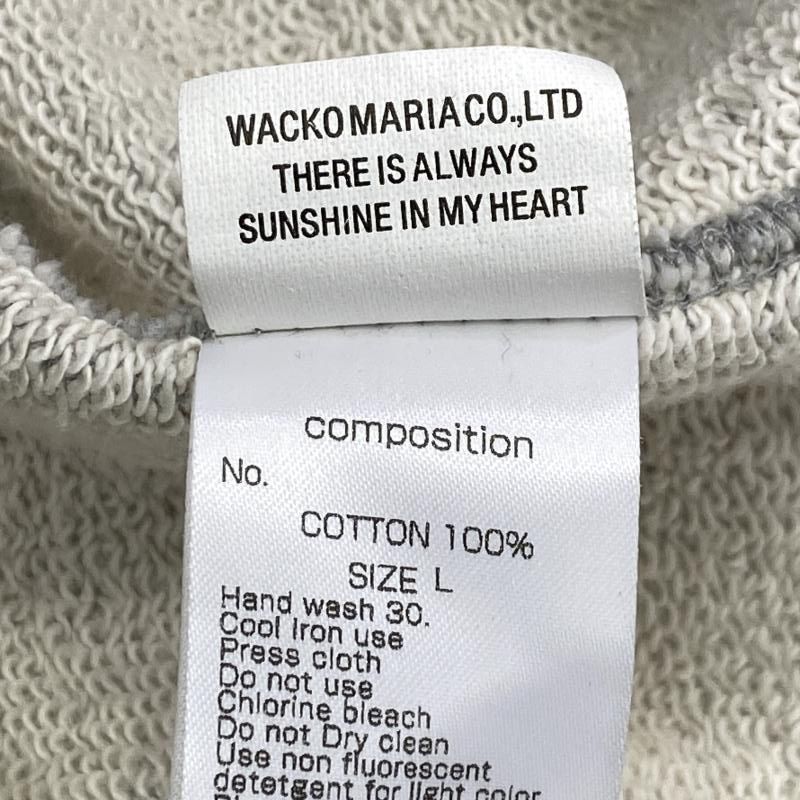 WACKO MARIA CO.,LTD
THERE IS ALWAYS
SUNSHINE IN MY HEART
composition
No.
COTTON 100%
SIZE L
Hand wash 30.
Cool Iron use
Press cloth
Do not use
Chlorine bleach
Do not Dry clean
Use non fluorescent
detetgent for light color